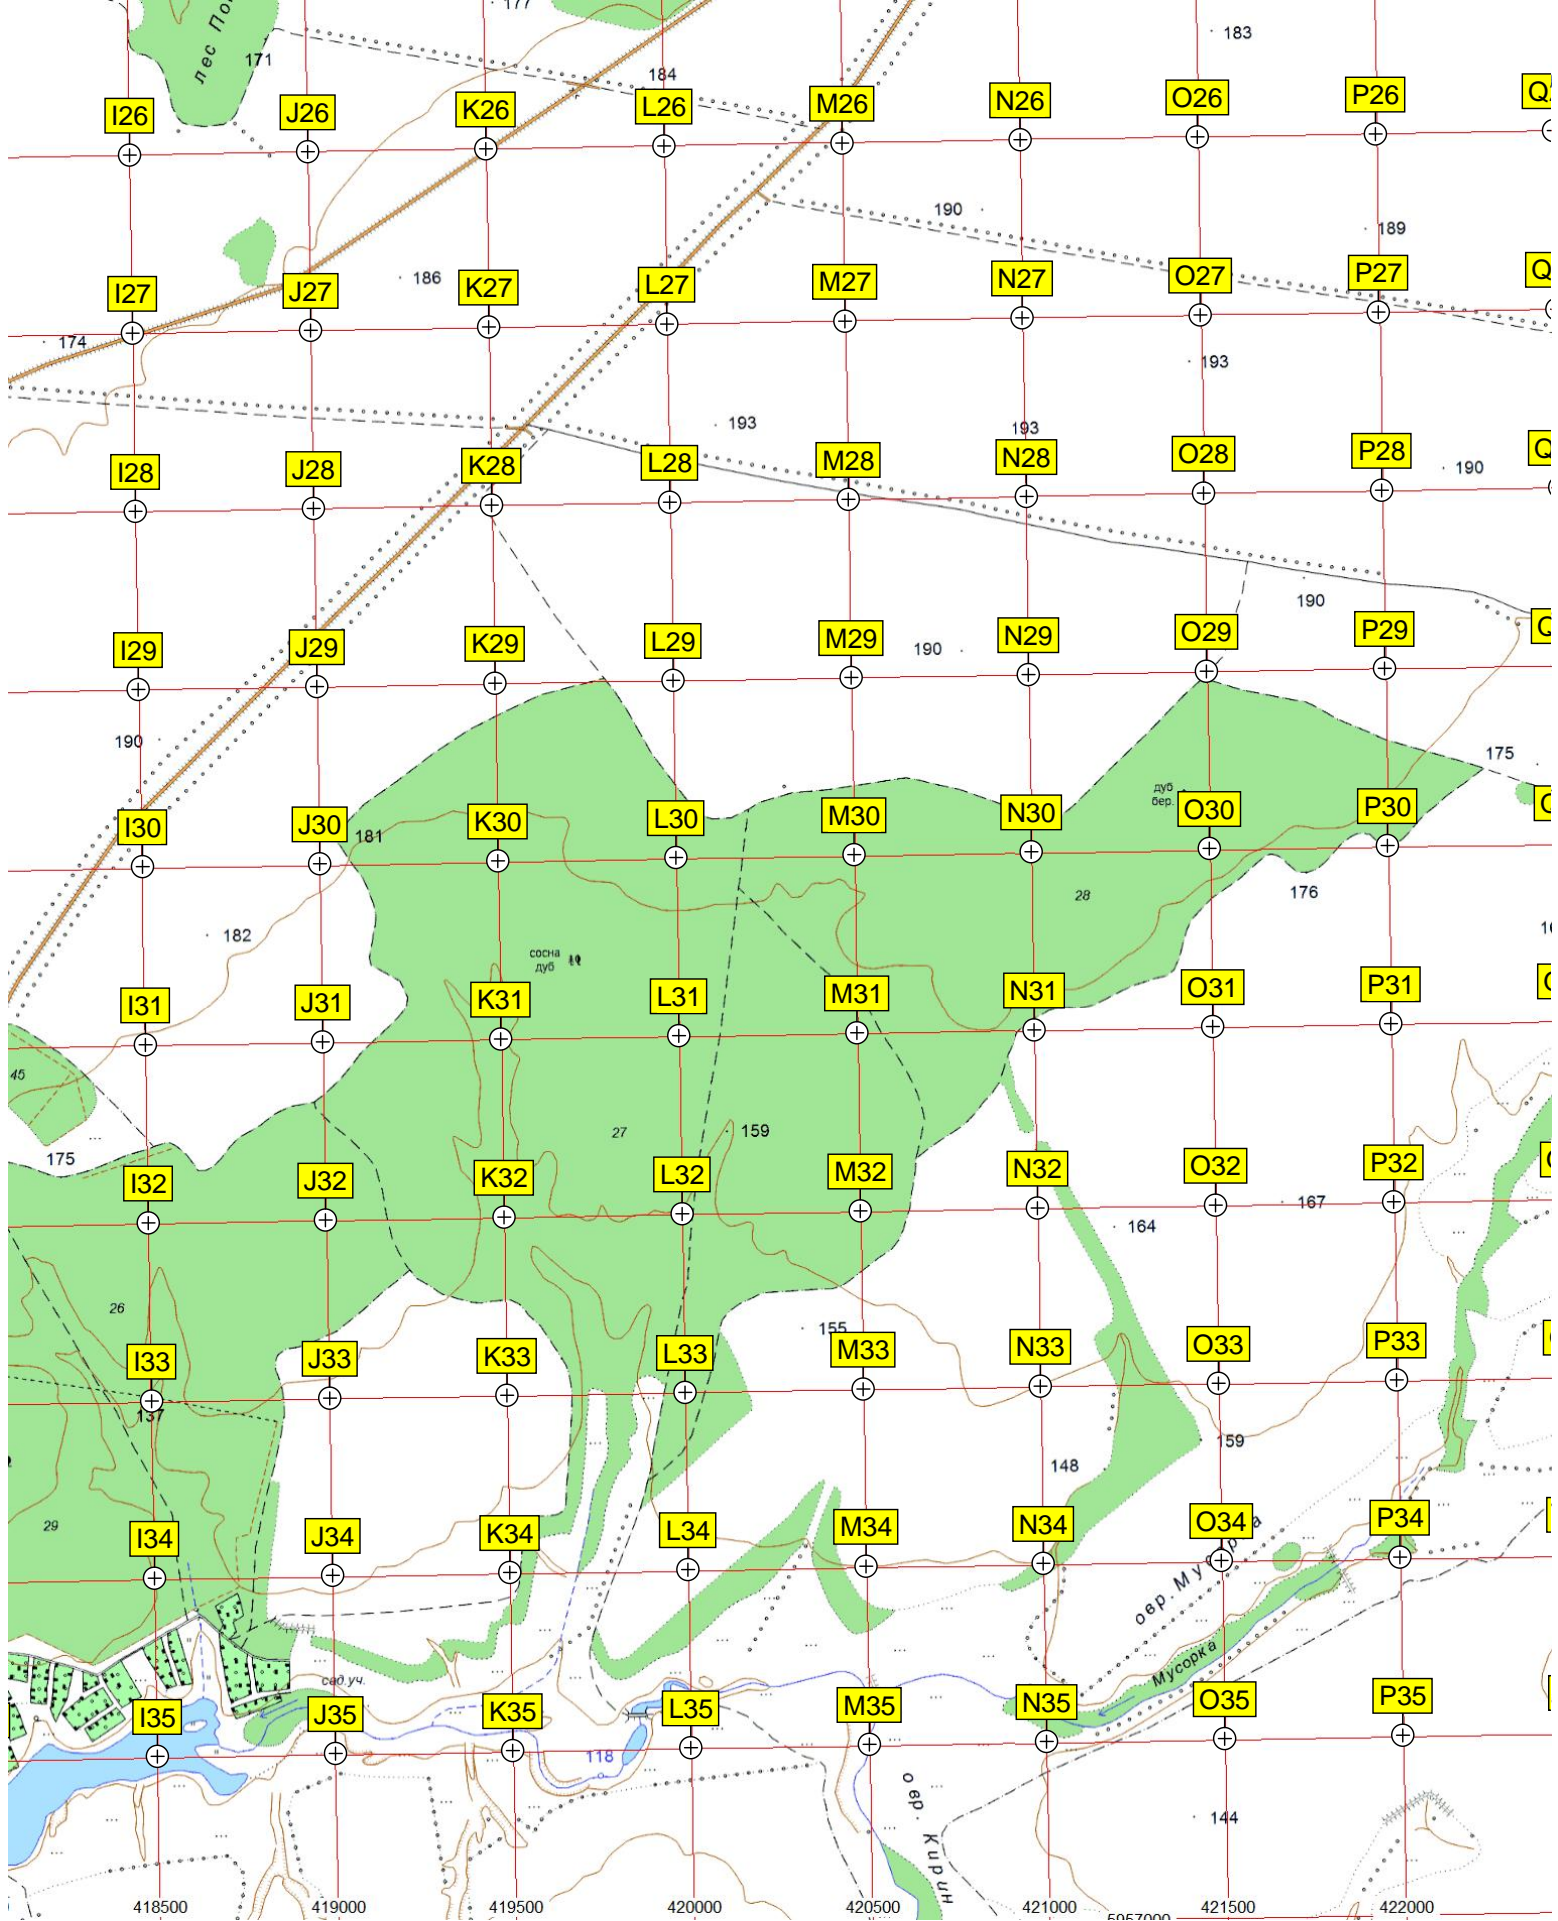 177
183
лес По
171
184
I26 J26 K26 L26 M26 N26 O26 P26 Q
190
189
186
I27 J27 K27 L27 M27 N27 O27 P27 Q
174
193
193
193
190
I28 J28 K28 L28 M28 N28 O28 P28 Q
190
190
I29 J29 K29 L29 M29 N29 O29 P29 Q
190
175
дуб
бер.
I30 J30 K30 L30 M30 N30 O30 P30
181
28
176
182
сосна
дуб
I31 J31 K31 L31 M31 N31 O31 P31
45
27
159
175
I32 J32 K32 L32 M32 N32 O32 P32
167
164
26
155
I33 J33 K33 L33 M33 N33 O33 P33
137
159
148
29
I34 J34 K34 L34 M34 N34 O34 P34
овр. Му
Мусорка
сад.уч.
I35 J35 K35 L35 M35 N35 O35 P35
118
144
овр. Кирин
418500 419000 419500 420000 420500 421000 421500 422000
5957000